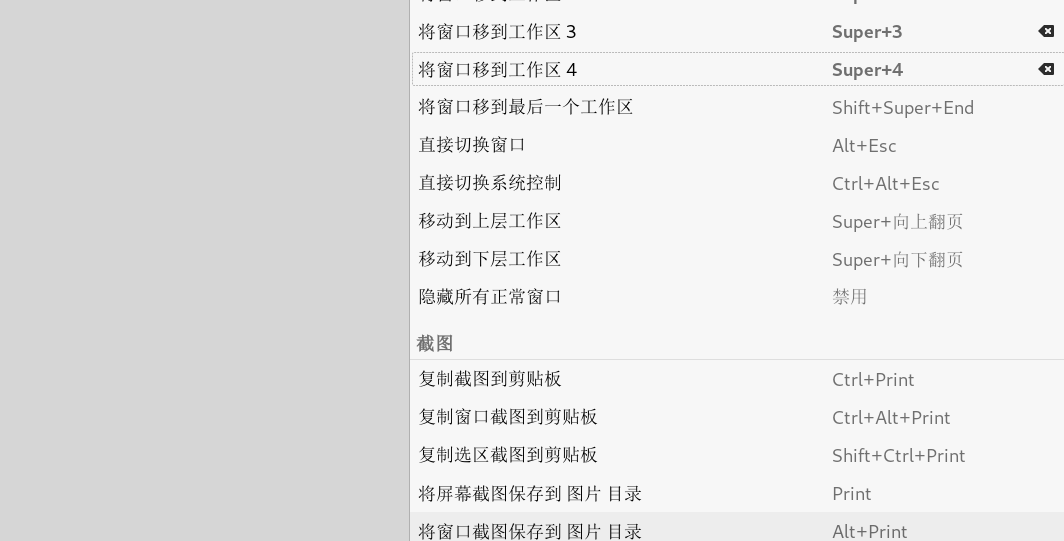 将窗口移到工作区 3 Super+3
将窗口移到工作区 4 Super+4
将窗口移到最后一个工作区 Shift+Super+End
直接切换窗口 Alt+Esc
直接切换系统控制 Ctrl+Alt+Esc
移动到上层工作区 Super+向上翻页
移动到下层工作区 Super+向下翻页
隐藏所有正常窗口 禁用
截图
复制截图到剪贴板 Ctrl+Print
复制窗口截图到剪贴板 Ctrl+Alt+Print
复制选区截图到剪贴板 Shift+Ctrl+Print
将屏幕截图保存到 图片 目录 Print
将窗口截图保存到 图片 目录 Alt+Print